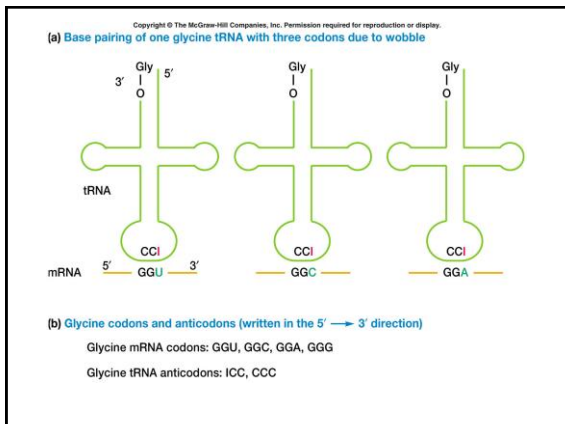 Copyright © The McGraw-Hill Companies, Inc. Permission required for reproduction or display.
(a) Base pairing of one glycine tRNA with three codons due to wobble
Gly Gly Gly
3′ 5′
O O O
tRNA
CCI CCI CCI
5′ 3′
mRNA GGU GGC GGA
(b) Glycine codons and anticodons (written in the 5′ → 3′ direction)
Glycine mRNA codons: GGU, GGC, GGA, GGG
Glycine tRNA anticodons: ICC, CCC